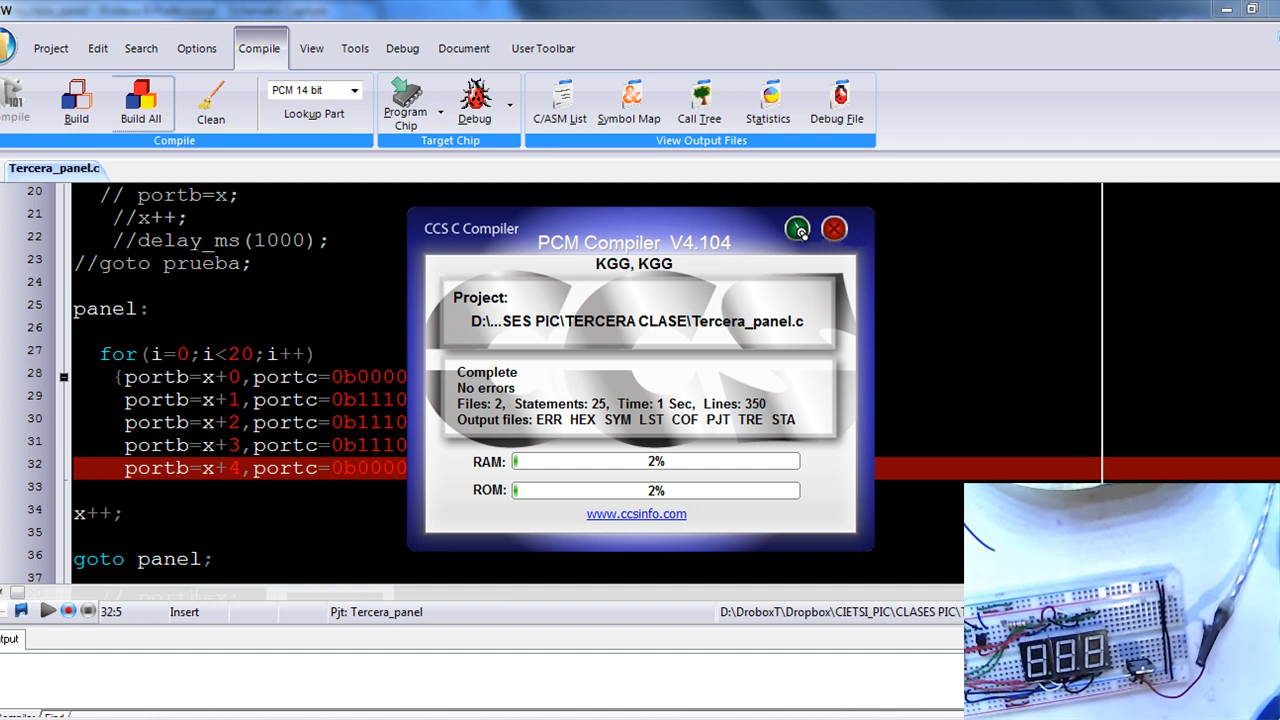 Project Edit Search Options Compile View Tools Debug Document User Toolbar
PCM 14 bit
Build Build All Clean Lookup Part Program Chip Debug C/ASM List Symbol Map Call Tree Statistics Debug File
Compile Target Chip View Output Files
Tercera_panel.c
20 // portb=x;
21 //x++;
22 //delay_ms(1000);
23 //goto prueba;
24
25 panel:
26
27 for(i=0;i<20;i++)
28 {portb=x+0,portc=0b0000
29 portb=x+1,portc=0b1110
30 portb=x+2,portc=0b1110
31 portb=x+3,portc=0b1110
32 portb=x+4,portc=0b0000
33
34 x++;
35
36 goto panel;
37
CCS C Compiler
PCM Compiler V4.104
KGG, KGG
Project:
D:\...SES PIC\TERCERA CLASE\Tercera_panel.c
Complete
No errors
Files: 2, Statements: 25, Time: 1 Sec, Lines: 350
Output files: ERR HEX SYM LST COF PJT TRE STA
RAM: 2%
ROM: 2%
www.ccsinfo.com
32:5 Insert Pjt: Tercera_panel D:\DroboxT\Dropbox\CIETSI_PIC\CLASES PIC\T